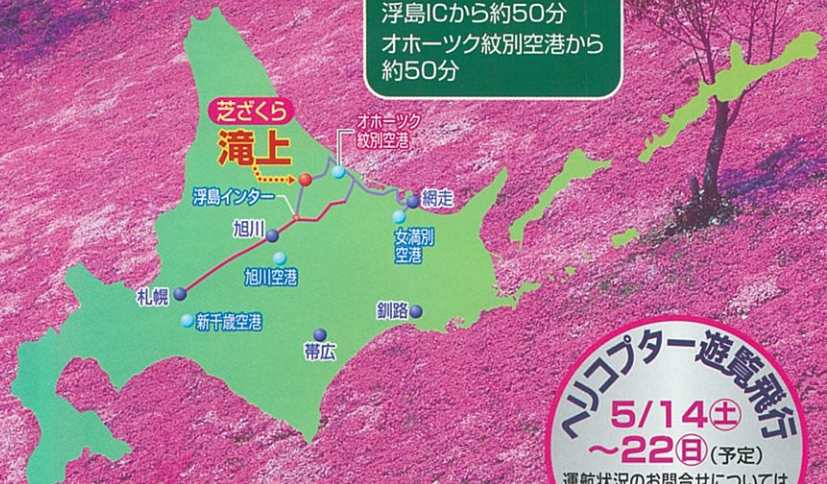 浮島ICから約50分
オホーツク紋別空港から
約50分
芝ざくら
滝上
オホーツク
紋別空港
浮島インター
網走
旭川
女満別
空港
旭川空港
札幌
釧路
新千歳空港
帯広
ヘリコプター遊覧飛行
5/14㊏
～22㊐(予定)
運航状況のお問合せについては